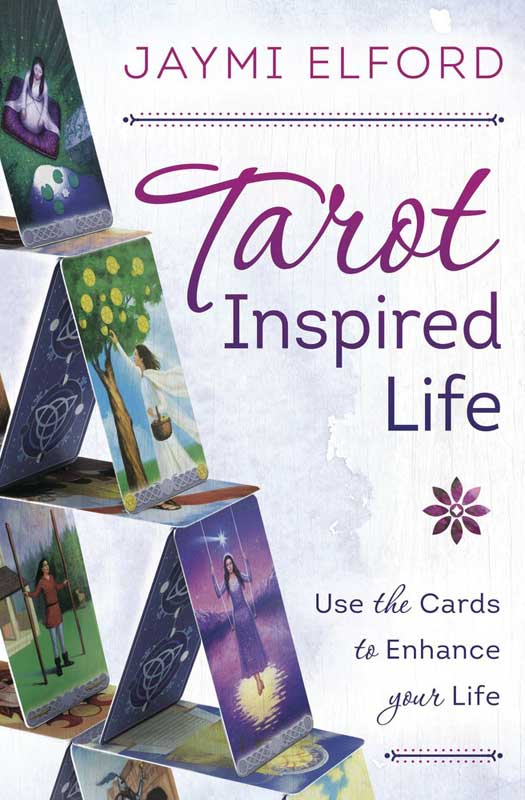 JAYMI ELFORD
Tarot
Inspired
Life
Use the Cards
to Enhance
your Life